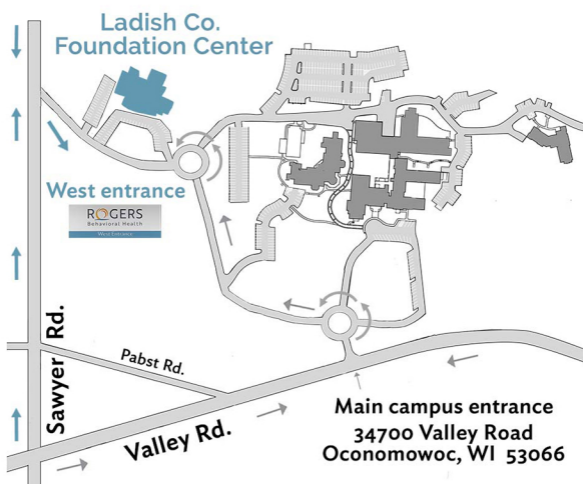 Ladish Co.
Foundation Center
West entrance
ROGERS
Behavioral Health
West Entrance
Sawyer Rd.
Pabst Rd.
Valley Rd.
Main campus entrance
34700 Valley Road
Oconomowoc, WI 53066